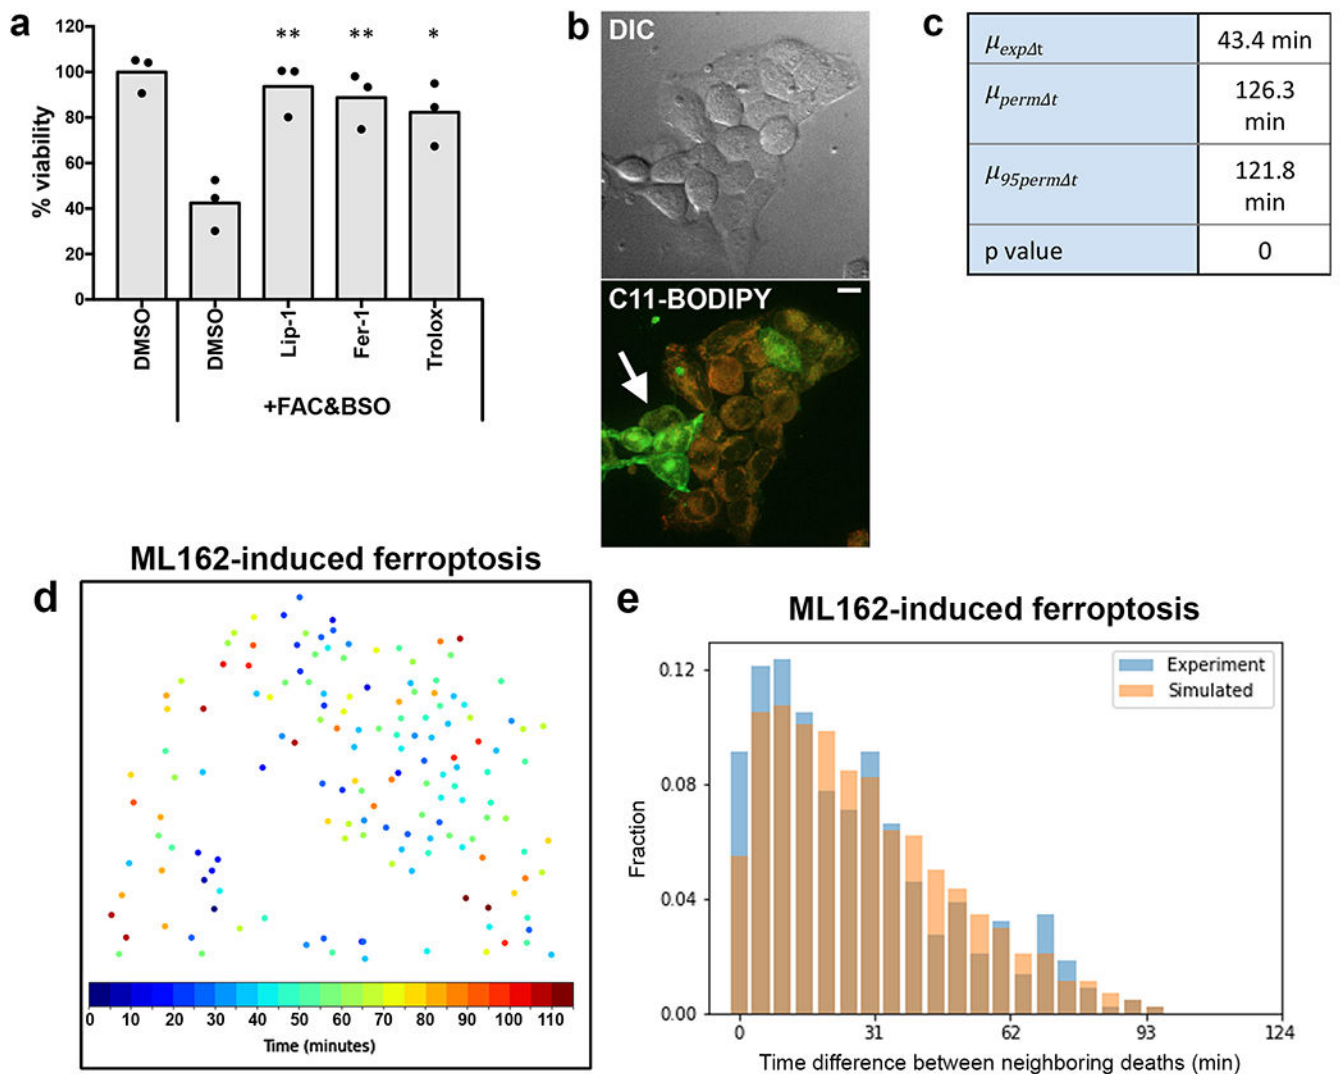 a
120
100
80
60
40
20
0
% viability
** ** *
DMSO
DMSO
Lip-1
Fer-1
Trolox
+FAC&BSO
b
DIC
C11-BODIPY
c
μexpΔt 43.4 min
μpermΔt 126.3
min
μ95permΔt 121.8
min
p value 0
d
ML162-induced ferroptosis
0 10 20 30 40 50 60 70 80 90 100 110
Time (minutes)
e
ML162-induced ferroptosis
Experiment
Simulated
0.12
0.08
0.04
0.00
Fraction
0 31 62 93 124
Time difference between neighboring deaths (min)